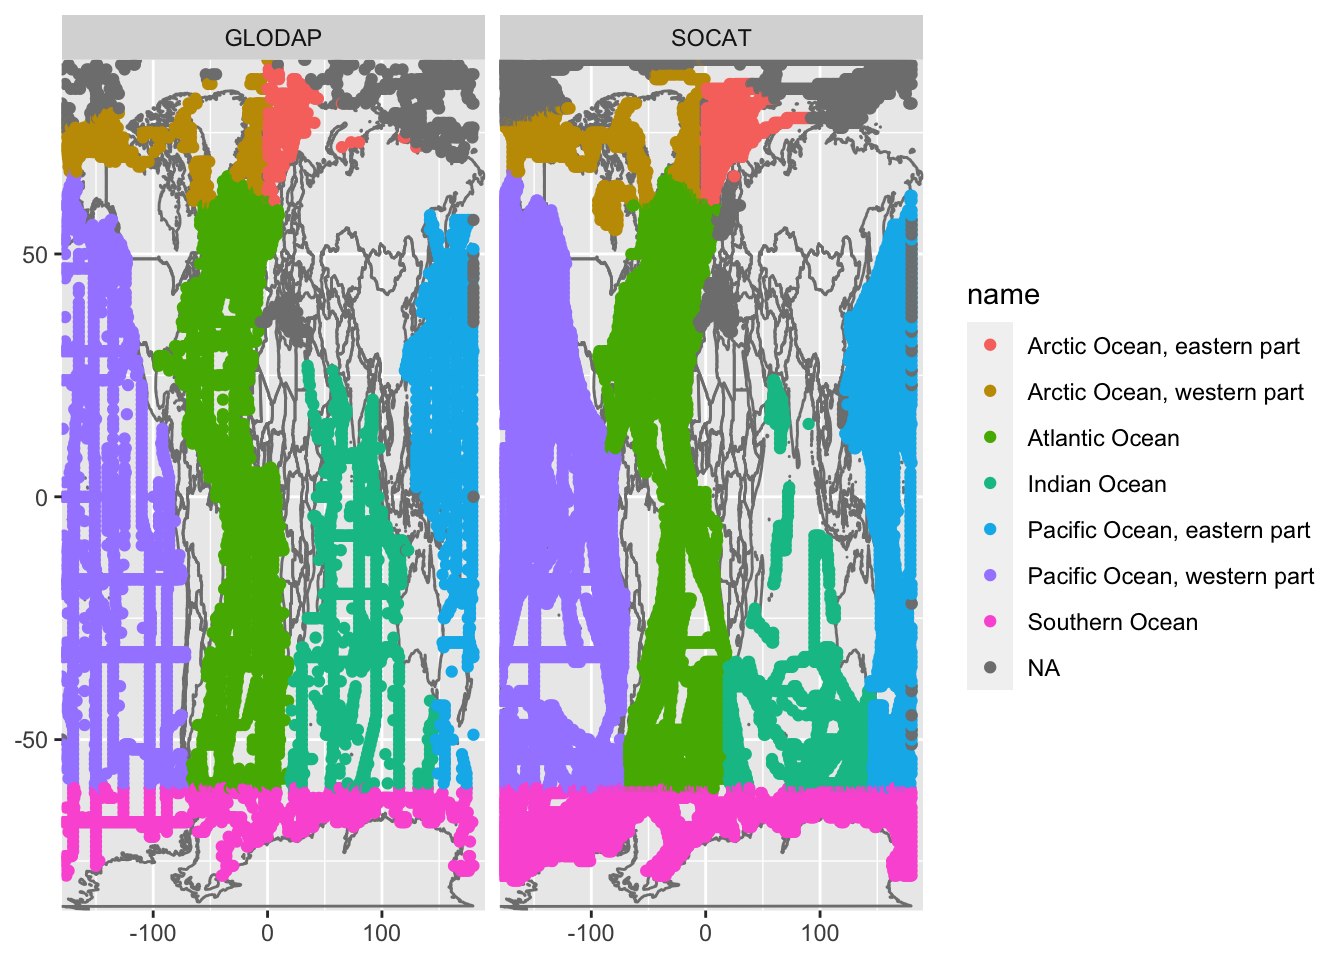 GLODAP
SOCAT
50
0
-50
-100
0
100
-100
0
100
name
Arctic Ocean, eastern part
Arctic Ocean, western part
Atlantic Ocean
Indian Ocean
Pacific Ocean, eastern part
Pacific Ocean, western part
Southern Ocean
NA